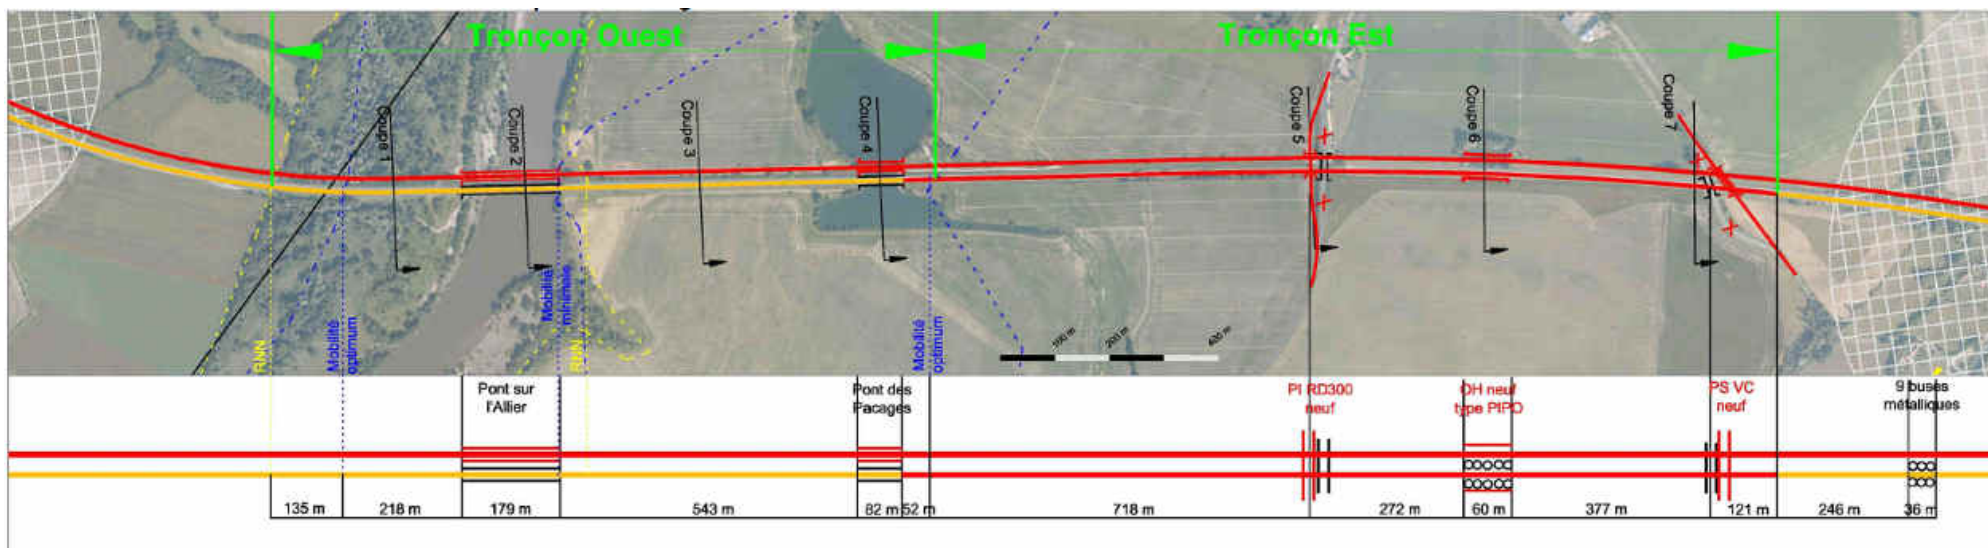 Tronçon Ouest
Tronçon Est
Coupe 1
Coupe 2
Coupe 3
Coupe 4
Coupe 5
Coupe 6
Coupe 7
RNN
Mobilité
optimum
Mobilité
minimale
RNN
Mobilité
optimum
100 m
200 m
400 m
Pont sur
l'Allier
Pont des
Pacages
PI RD300
neuf
OH neuf
type PIPO
PS VC
neuf
9 buses
métalliques
135 m
218 m
179 m
543 m
82 m
52 m
718 m
272 m
60 m
377 m
121 m
246 m
36 m